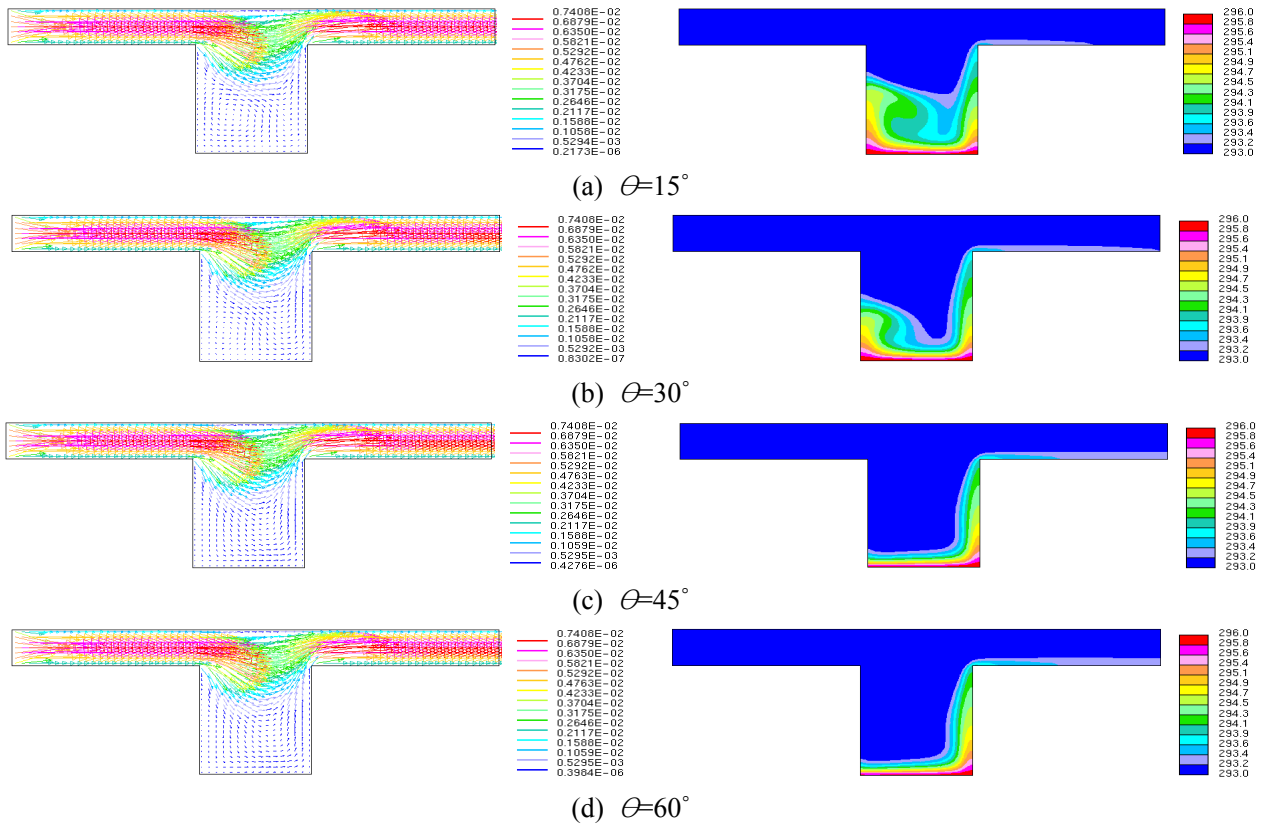 0.7408E-02
0.6879E-02
0.6350E-02
0.5821E-02
0.5292E-02
0.4762E-02
0.4233E-02
0.3704E-02
0.3175E-02
0.2646E-02
0.2117E-02
0.1588E-02
0.1058E-02
0.5294E-03
0.2173E-06
296.0
295.8
295.6
295.4
295.1
294.9
294.7
294.5
294.3
294.1
293.9
293.6
293.4
293.2
293.0
(a) Θ=15°
0.7408E-02
0.6879E-02
0.6350E-02
0.5821E-02
0.5292E-02
0.4762E-02
0.4233E-02
0.3704E-02
0.3175E-02
0.2646E-02
0.2117E-02
0.1588E-02
0.1058E-02
0.5292E-03
0.8302E-07
296.0
295.8
295.6
295.4
295.1
294.9
294.7
294.5
294.3
294.1
293.9
293.6
293.4
293.2
293.0
(b) Θ=30°
0.7408E-02
0.6879E-02
0.6350E-02
0.5821E-02
0.5292E-02
0.4763E-02
0.4233E-02
0.3704E-02
0.3175E-02
0.2646E-02
0.2117E-02
0.1588E-02
0.1059E-02
0.5295E-03
0.4276E-06
296.0
295.8
295.6
295.4
295.1
294.9
294.7
294.5
294.3
294.1
293.9
293.6
293.4
293.2
293.0
(c) Θ=45°
0.7408E-02
0.6879E-02
0.6350E-02
0.5821E-02
0.5292E-02
0.4763E-02
0.4233E-02
0.3704E-02
0.3175E-02
0.2646E-02
0.2117E-02
0.1588E-02
0.1059E-02
0.5295E-03
0.3984E-06
296.0
295.8
295.6
295.4
295.1
294.9
294.7
294.5
294.3
294.1
293.9
293.6
293.4
293.2
293.0
(d) Θ=60°